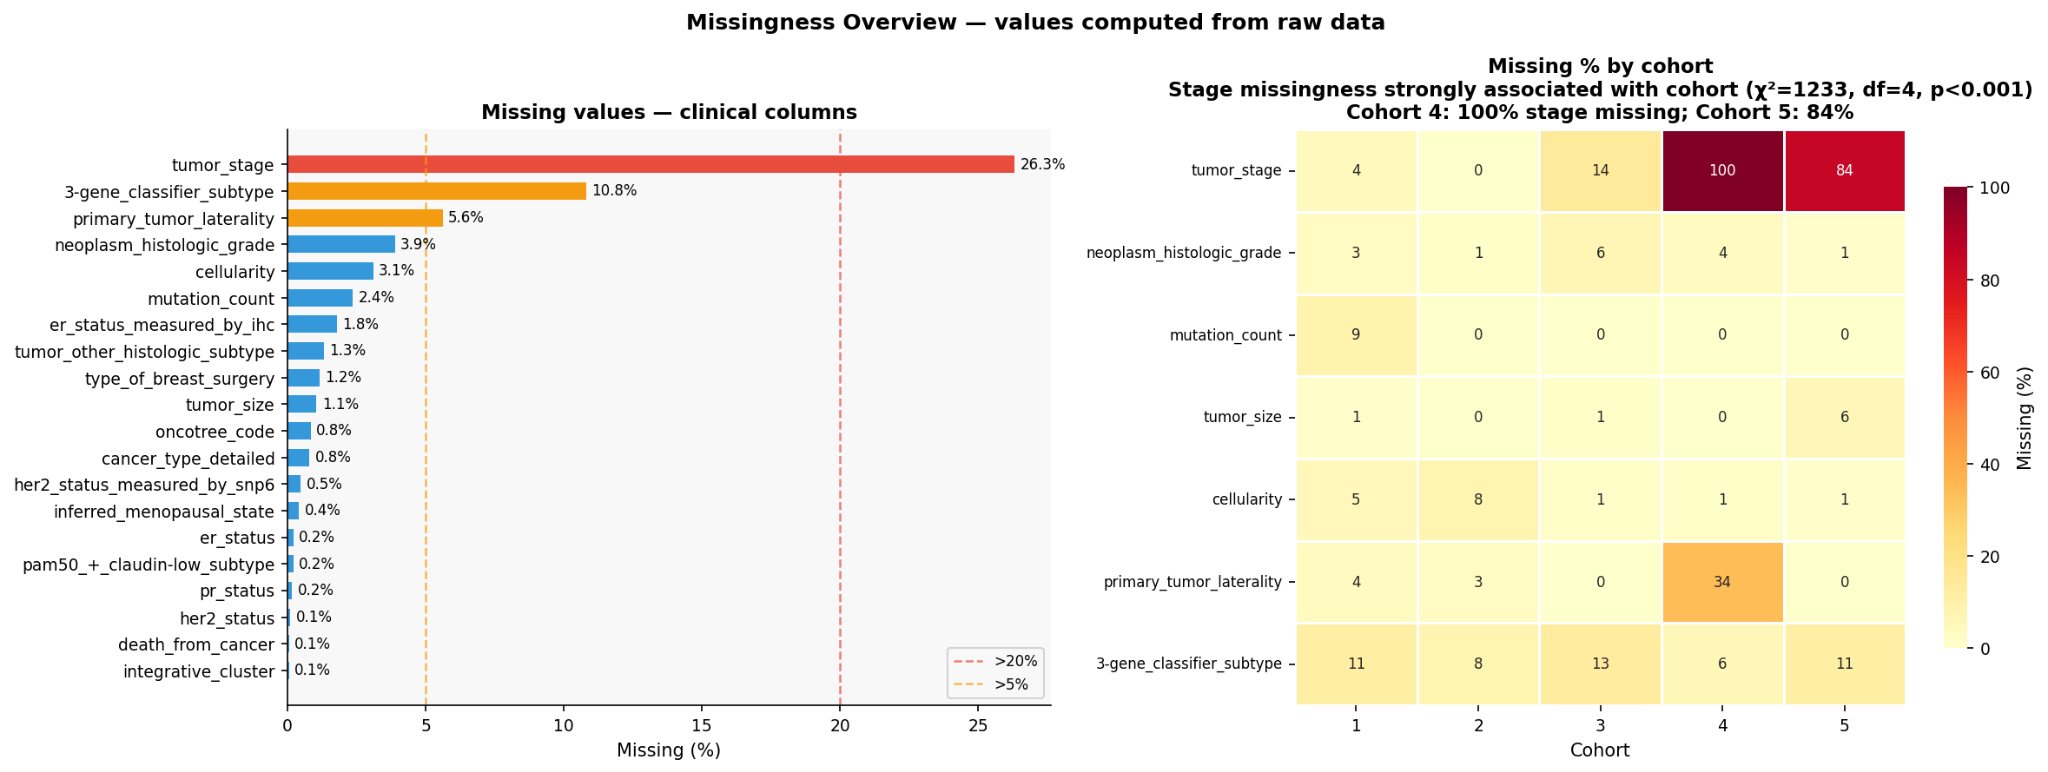 Missingness Overview — values computed from raw data
Missing values — clinical columns
tumor_stage 26.3%
3-gene_classifier_subtype 10.8%
primary_tumor_laterality 5.6%
neoplasm_histologic_grade 3.9%
cellularity 3.1%
mutation_count 2.4%
er_status_measured_by_ihc 1.8%
tumor_other_histologic_subtype 1.3%
type_of_breast_surgery 1.2%
tumor_size 1.1%
oncotree_code 0.8%
cancer_type_detailed 0.8%
her2_status_measured_by_snp6 0.5%
inferred_menopausal_state 0.4%
er_status 0.2%
pam50_+_claudin-low_subtype 0.2%
pr_status 0.2%
her2_status 0.1%
death_from_cancer 0.1%
integrative_cluster 0.1%
>20%
>5%
0 5 10 15 20 25
Missing (%)
Missing % by cohort
Stage missingness strongly associated with cohort (χ²=1233, df=4, p<0.001)
Cohort 4: 100% stage missing; Cohort 5: 84%
tumor_stage 4 0 14 100 84
neoplasm_histologic_grade 3 1 6 4 1
mutation_count 9 0 0 0 0
tumor_size 1 0 1 0 6
cellularity 5 8 1 1 1
primary_tumor_laterality 4 3 0 34 0
3-gene_classifier_subtype 11 8 13 6 11
1 2 3 4 5
Cohort
100
80
60
40
20
0
Missing (%)